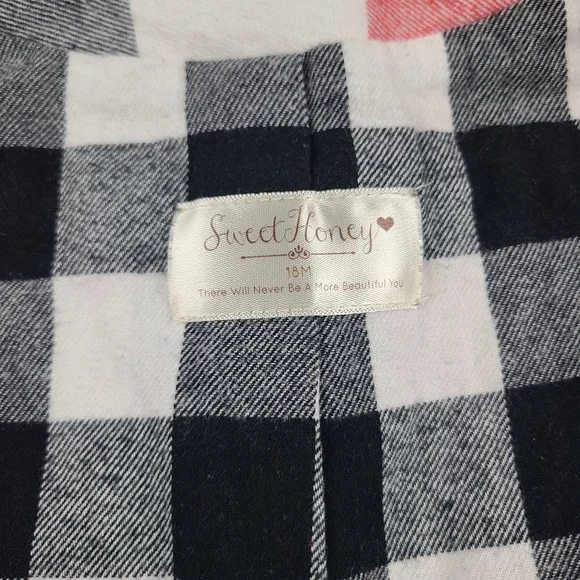 Sweet Honey
18M
There Will Never Be A More Beautiful You